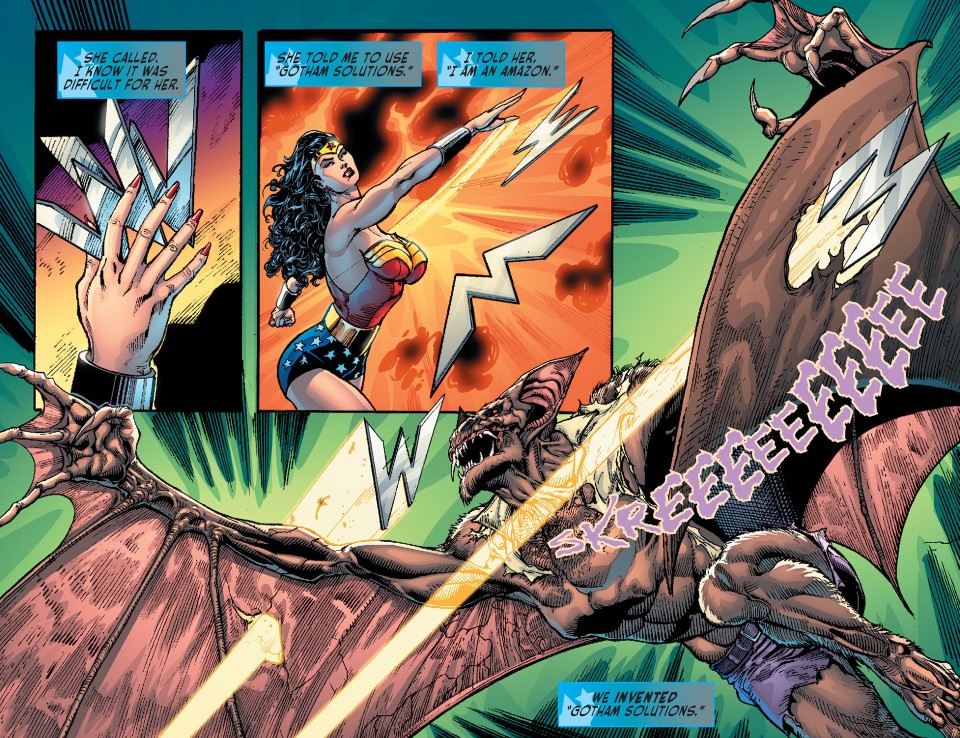 SHE CALLED.
I KNOW IT WAS
DIFFICULT FOR HER.
SHE TOLD ME TO USE
"GOTHAM SOLUTIONS."
I TOLD HER,
"I AM AN AMAZON."
SKREEEEEEEEEEE
WE INVENTED
"GOTHAM SOLUTIONS."